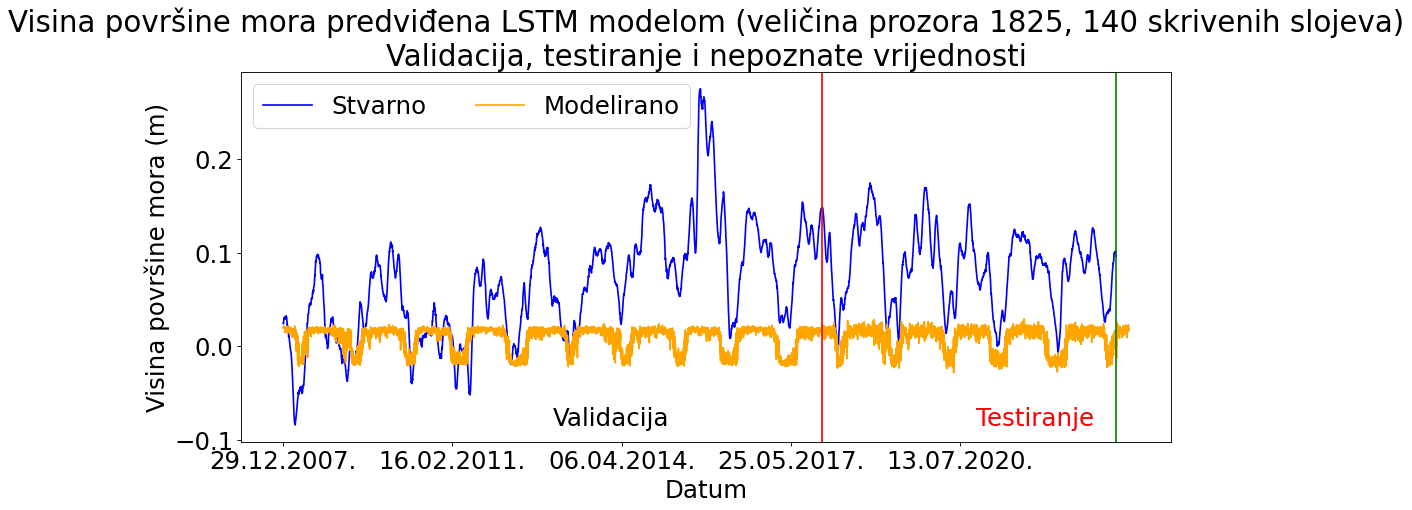 Visina površine mora predviđena LSTM modelom (veličina prozora 1825, 140 skrivenih slojeva)
Validacija, testiranje i nepoznate vrijednosti
Stvarno
Modelirano
Visina površine mora (m)
0.2
0.1
0.0
−0.1
Validacija
Testiranje
29.12.2007.
16.02.2011.
06.04.2014.
25.05.2017.
13.07.2020.
Datum